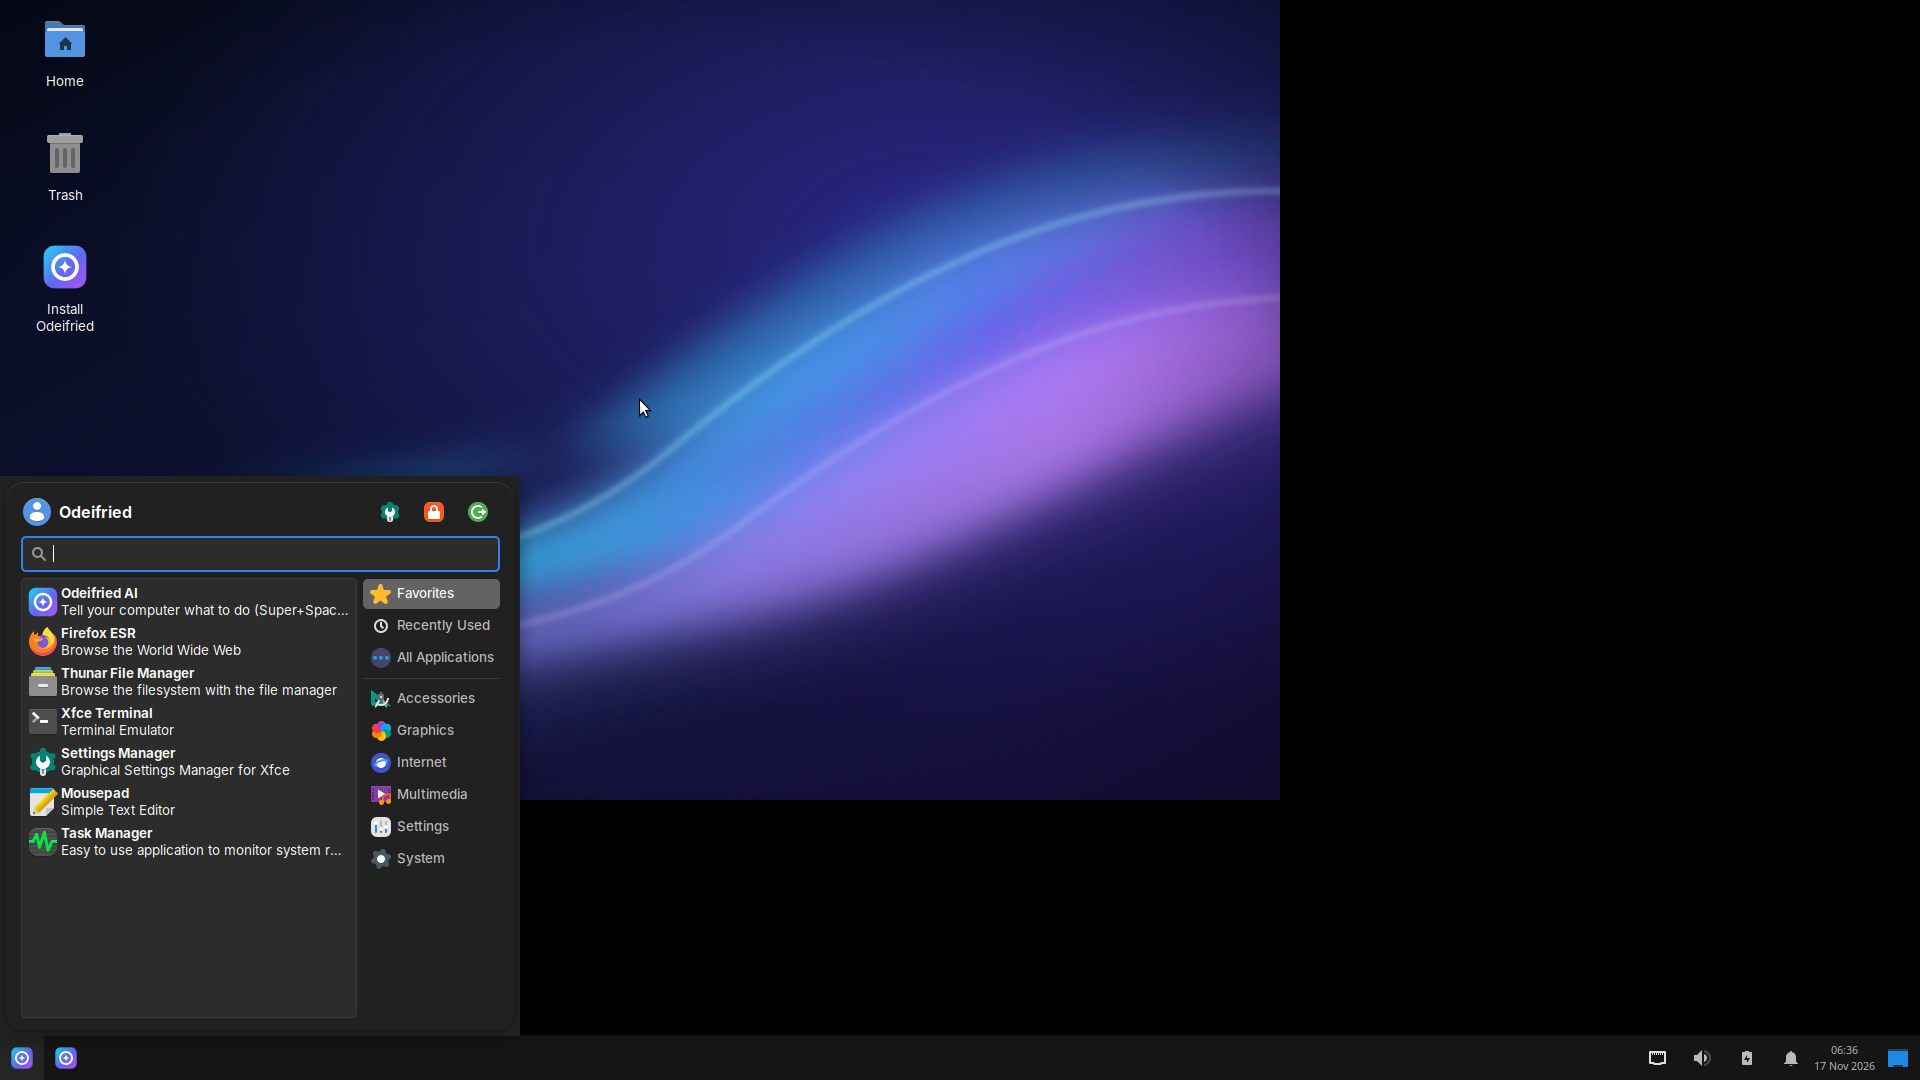 Home
Trash
Install
Odeifried
Odeifried
Odeifried AI
Tell your computer what to do (Super+Spac...
Firefox ESR
Browse the World Wide Web
Thunar File Manager
Browse the filesystem with the file manager
Xfce Terminal
Terminal Emulator
Settings Manager
Graphical Settings Manager for Xfce
Mousepad
Simple Text Editor
Task Manager
Easy to use application to monitor system r...
Favorites
Recently Used
All Applications
Accessories
Graphics
Internet
Multimedia
Settings
System
06:36
17 Nov 2026